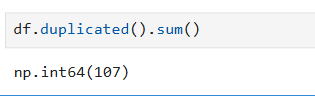 df.duplicated().sum()
np.int64(107)